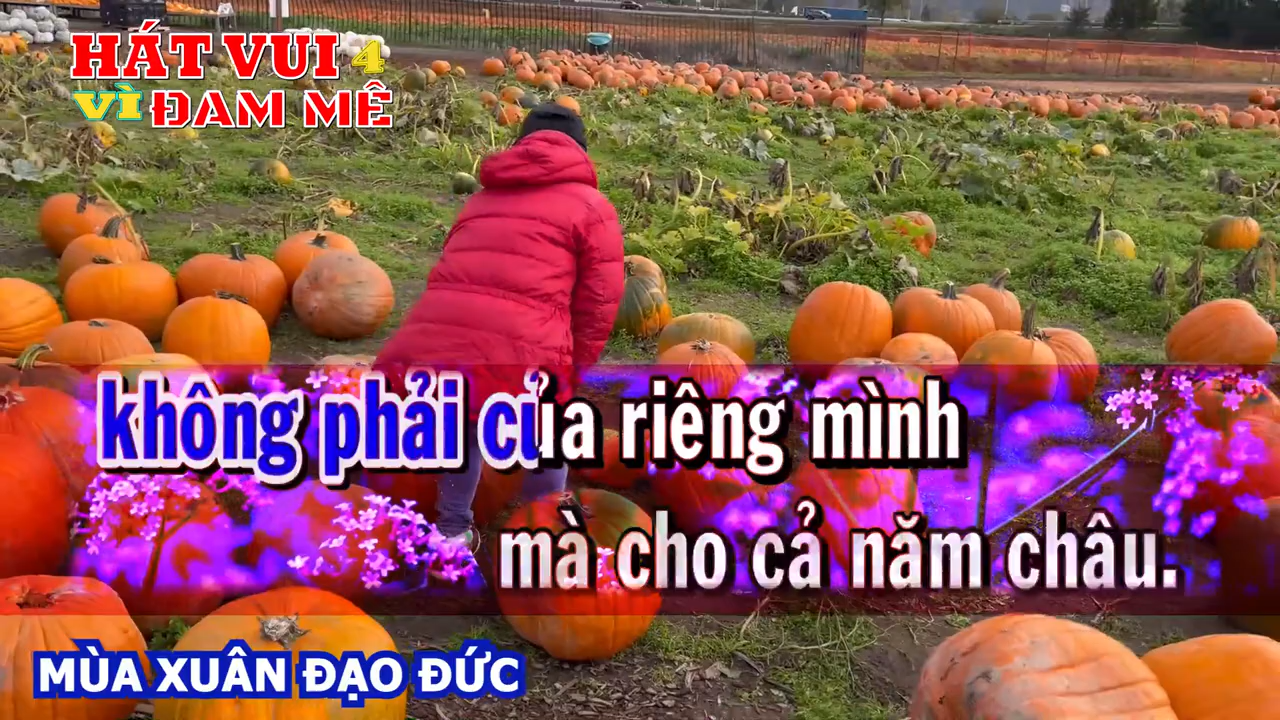 HÁT VUI 4
VÌ ĐAM MÊ
không phải của riêng mình
mà cho cả năm châu.
MÙA XUÂN ĐẠO ĐỨC